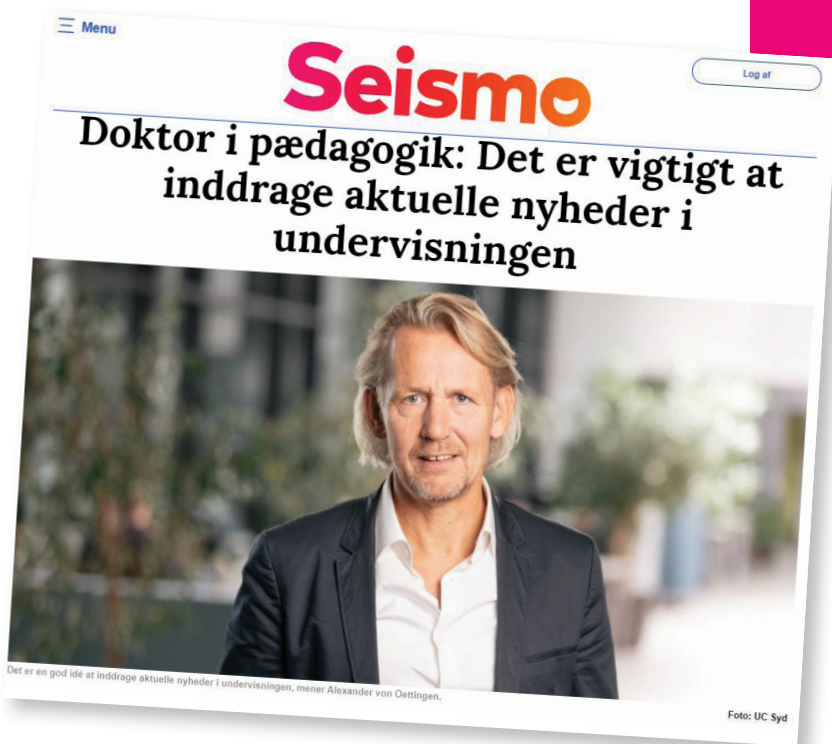 Menu
Seismo
Log af
Doktor i pædagogik: Det er vigtigt at
inddrage aktuelle nyheder i
undervisningen
Det er en god idé at inddrage aktuelle nyheder i undervisningen, mener Alexander von Oettingen.
Foto: UC Syd